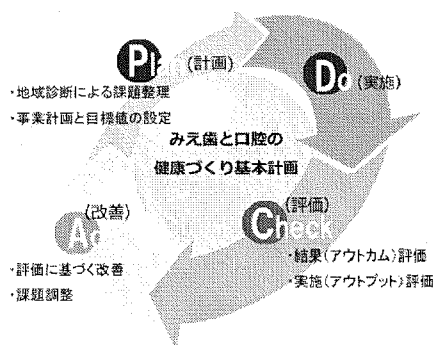 Plan (計画)
・地域診断による課題整理
・事業計画と目標値の設定
Do (実施)
みえ歯と口腔の
健康づくり基本計画
(評価)
Check
・結果(アウトカム)評価
・実施(アウトプット)評価
(改善)
・評価に基づく改善
・課題調整